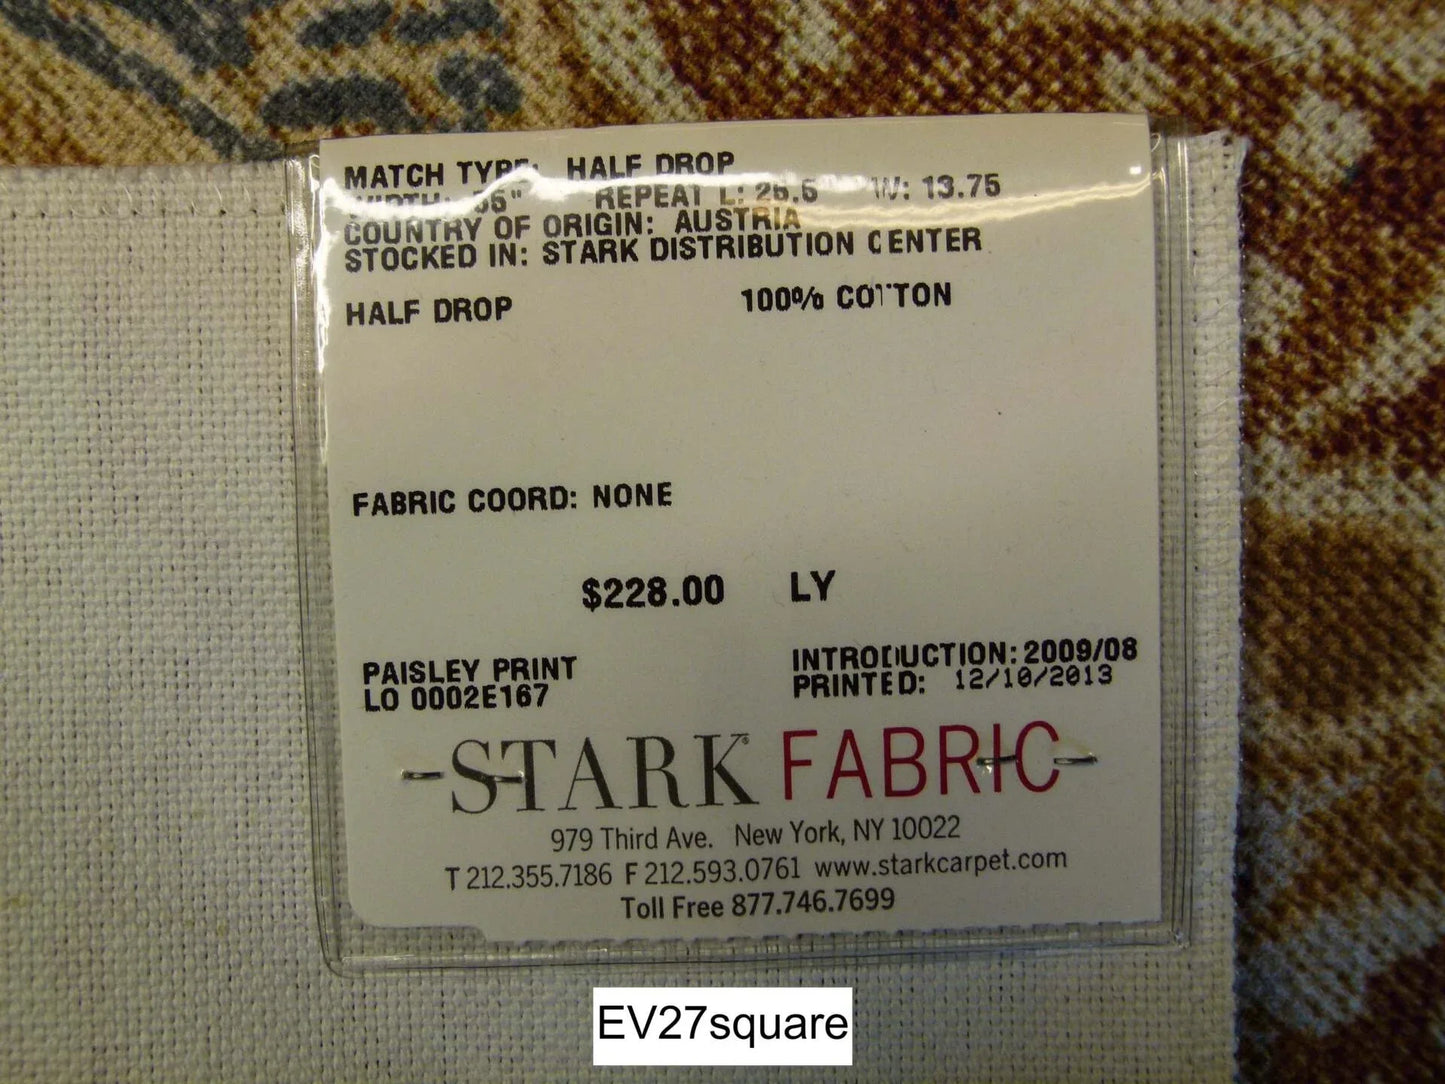 MATCH TYPE: HALF DROP
WIDTH: REPEAT L: W: 13.75
COUNTRY OF ORIGIN: AUSTRIA
STOCKED IN: STARK DISTRIBUTION CENTER
HALF DROP 100% COTTON
FABRIC COORD: NONE
$228.00 LY
PAISLEY PRINT INTRODUCTION: 2009/08
LO 0002E167 PRINTED: 12/10/2013
STARK® FABRIC
979 Third Ave. New York, NY 10022
T 212.355.7186 F 212.593.0761 www.starkcarpet.com
Toll Free 877.746.7699
EV27square